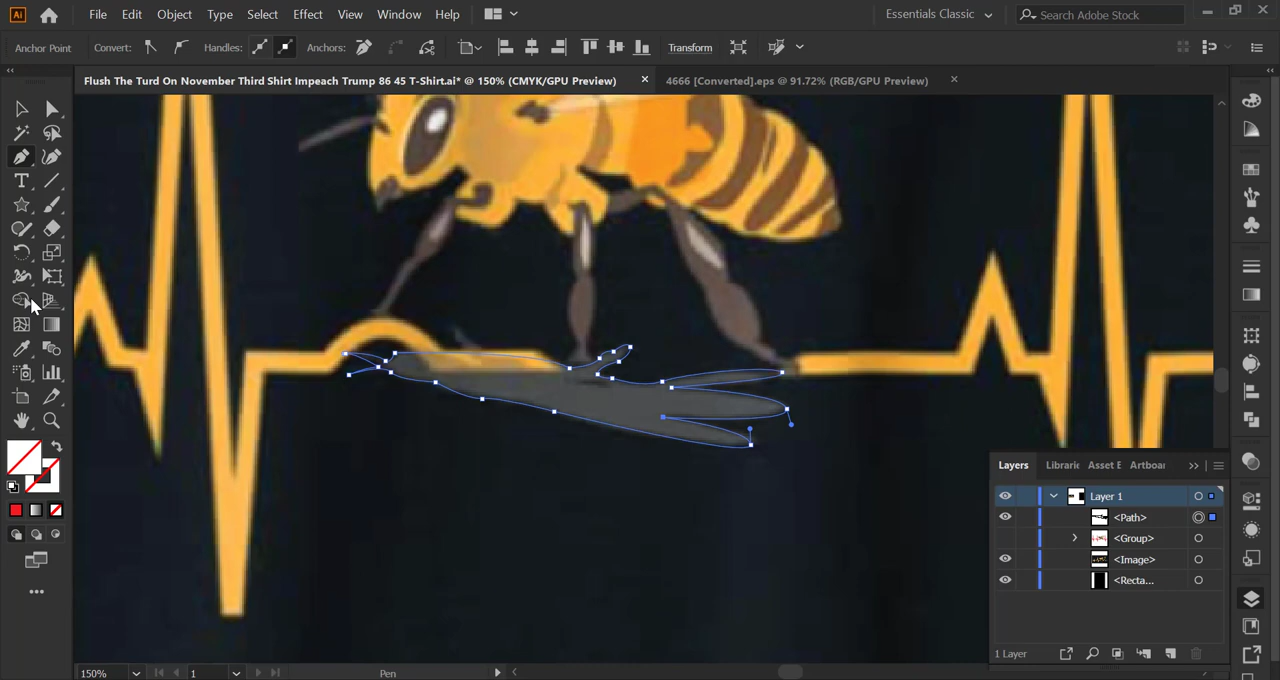 Ai File Edit Object Type Select Effect View Window Help Essentials Classic Search Adobe Stock
Anchor Point Convert: Handles: Anchors: Transform
Flush The Turd On November Third Shirt Impeach Trump 86 45 T-Shirt.ai* @ 150% (CMYK/GPU Preview) 4666 [Converted].eps @ 91.72% (RGB/GPU Preview)
Layers Librarie Asset E Artboar
Layer 1
<Path>
<Group>
<Image>
<Recta...
1 Layer
150% 1 Pen